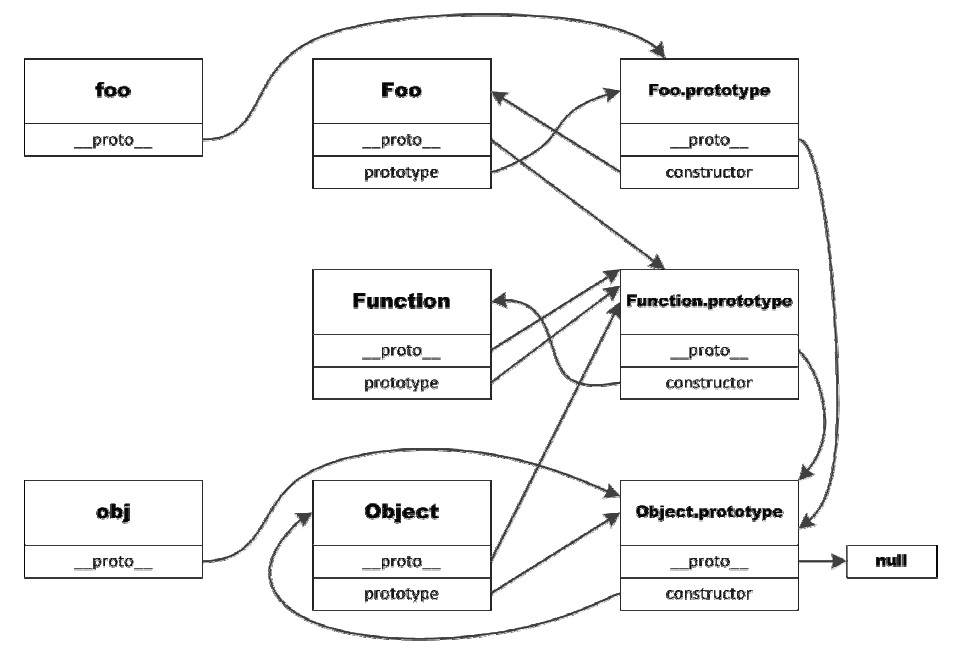 foo
__proto__
Foo
__proto__
prototype
Foo.prototype
__proto__
constructor
Function
__proto__
prototype
Function.prototype
__proto__
constructor
obj
__proto__
Object
__proto__
prototype
Object.prototype
__proto__
constructor
null